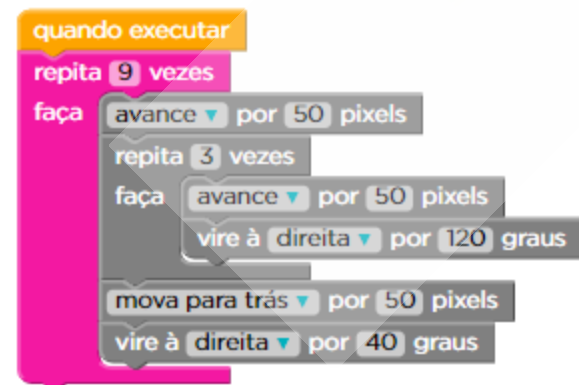 quando executar
repita 9 vezes
faça avance por 50 pixels
repita 3 vezes
faça avance por 50 pixels
vire à direita por 120 graus
mova para trás por 50 pixels
vire à direita por 40 graus